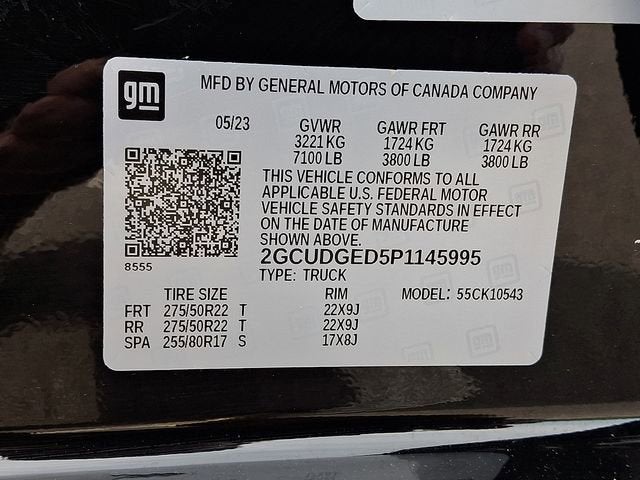 gm
MFD BY GENERAL MOTORS OF CANADA COMPANY
05/23 GVWR GAWR FRT GAWR RR
3221 KG 1724 KG 1724 KG
7100 LB 3800 LB 3800 LB
THIS VEHICLE CONFORMS TO ALL
APPLICABLE U.S. FEDERAL MOTOR
VEHICLE SAFETY STANDARDS IN EFFECT
ON THE DATE OF MANUFACTURE
SHOWN ABOVE.
8555
2GCUDGED5P1145995
TYPE: TRUCK
TIRE SIZE RIM MODEL: 55CK10543
FRT 275/50R22 T 22X9J
RR 275/50R22 T 22X9J
SPA 255/80R17 S 17X8J